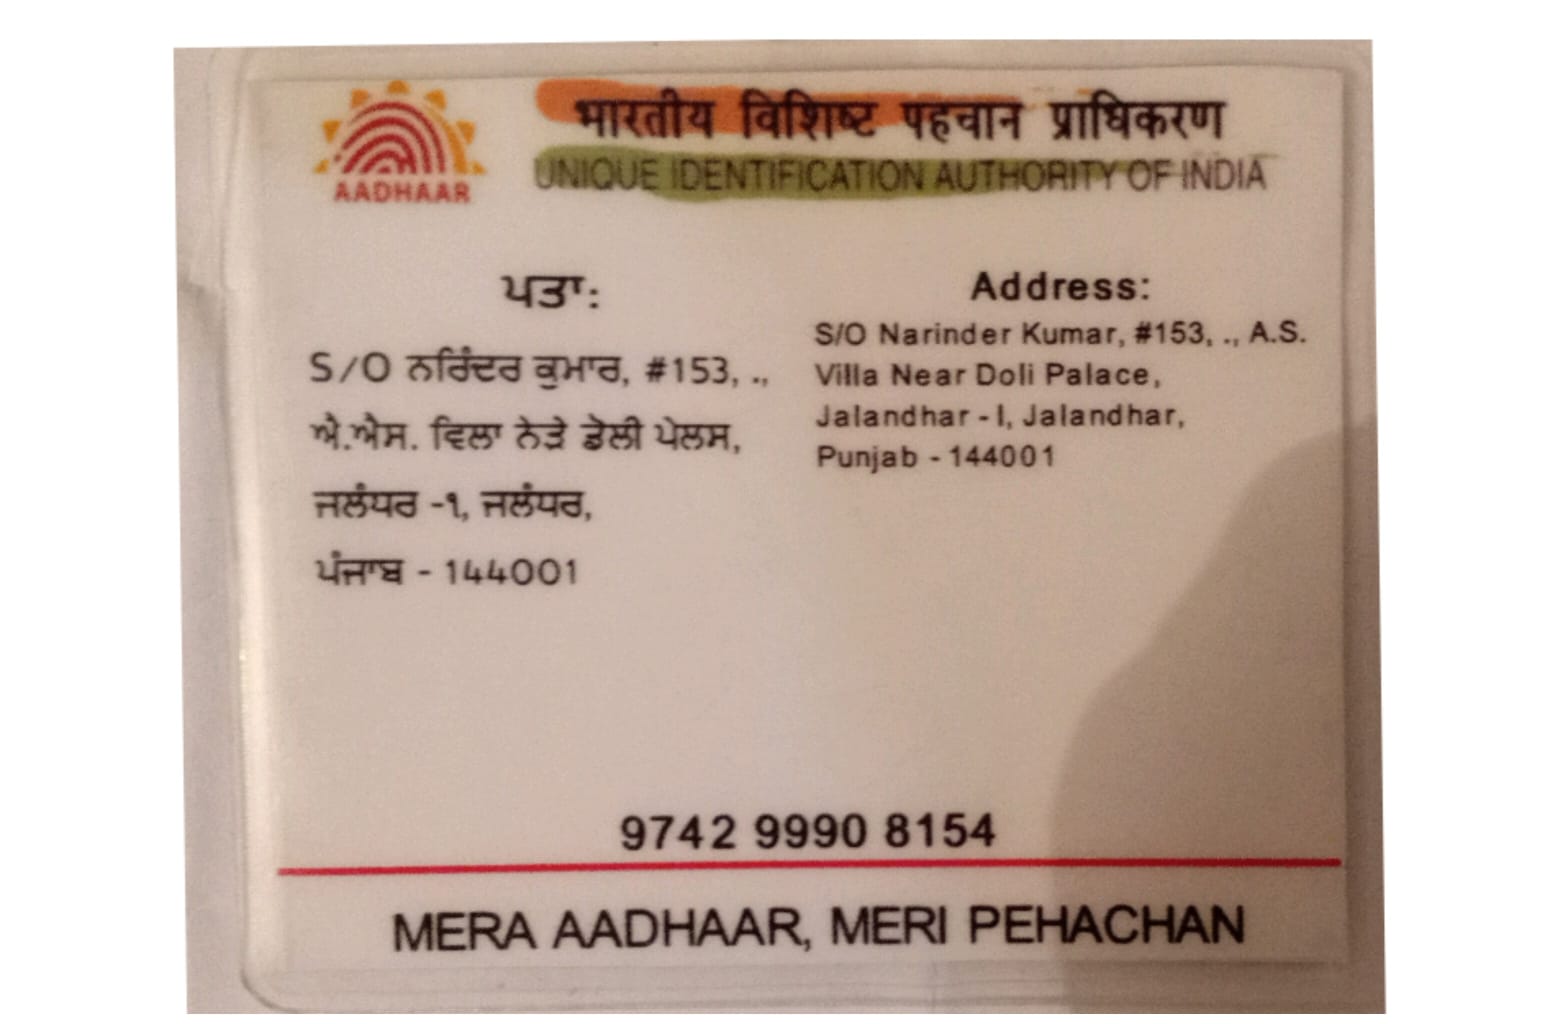 AADHAAR
भारतीय विशिष्ट पहचान प्राधिकरण
UNIQUE IDENTIFICATION AUTHORITY OF INDIA
ਪਤਾ:
S/O ਨਰਿੰਦਰ ਕੁਮਾਰ, #153, .,
ਐ.ਐਸ. ਵਿਲਾ ਨੇੜੇ ਡੋਲੀ ਪੇਲਸ,
ਜਲੰਧਰ -੧, ਜਲੰਧਰ,
ਪੰਜਾਬ - 144001
Address:
S/O Narinder Kumar, #153, ., A.S.
Villa Near Doli Palace,
Jalandhar - I, Jalandhar,
Punjab - 144001
9742 9990 8154
MERA AADHAAR, MERI PEHACHAN